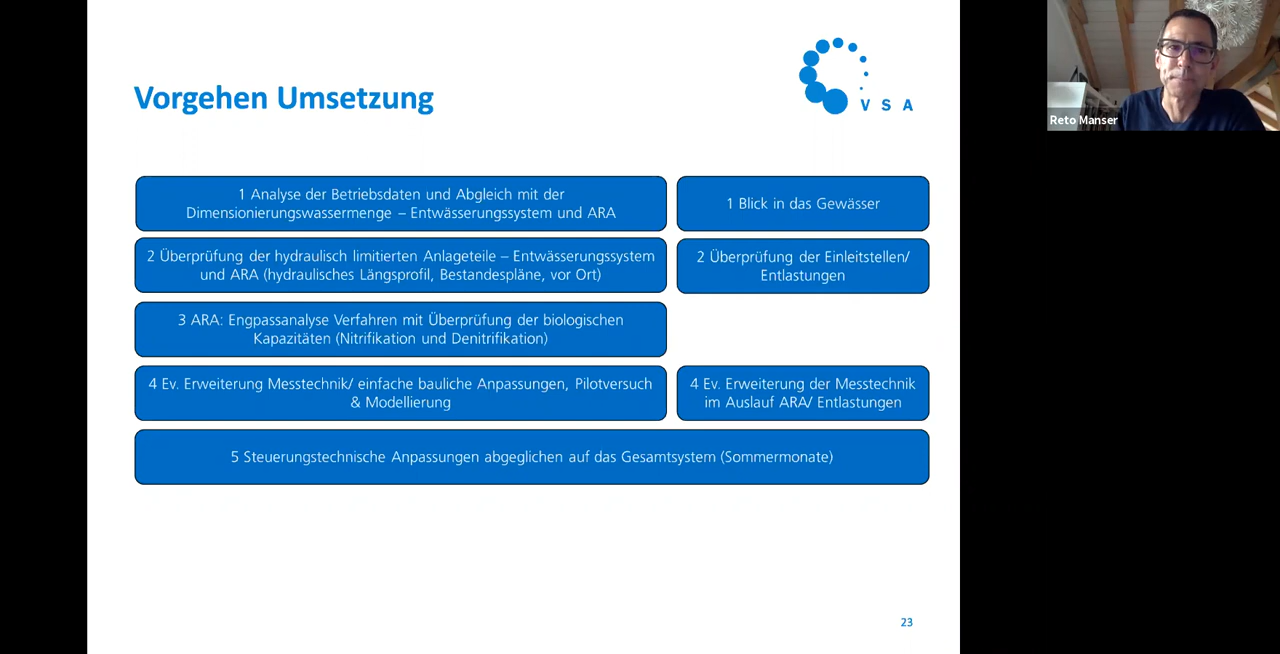 Vorgehen Umsetzung
V S A
Reto Manser
1 Analyse der Betriebsdaten und Abgleich mit der
Dimensionierungswassermenge – Entwässerungssystem und ARA
1 Blick in das Gewässer
2 Überprüfung der hydraulisch limitierten Anlageteile – Entwässerungssystem
und ARA (hydraulisches Längsprofil, Bestandespläne, vor Ort)
2 Überprüfung der Einleitstellen/
Entlastungen
3 ARA: Engpassanalyse Verfahren mit Überprüfung der biologischen
Kapazitäten (Nitrifikation und Denitrifikation)
4 Ev. Erweiterung Messtechnik/ einfache bauliche Anpassungen, Pilotversuch
& Modellierung
4 Ev. Erweiterung der Messtechnik
im Auslauf ARA/ Entlastungen
5 Steuerungstechnische Anpassungen abgeglichen auf das Gesamtsystem (Sommermonate)
23